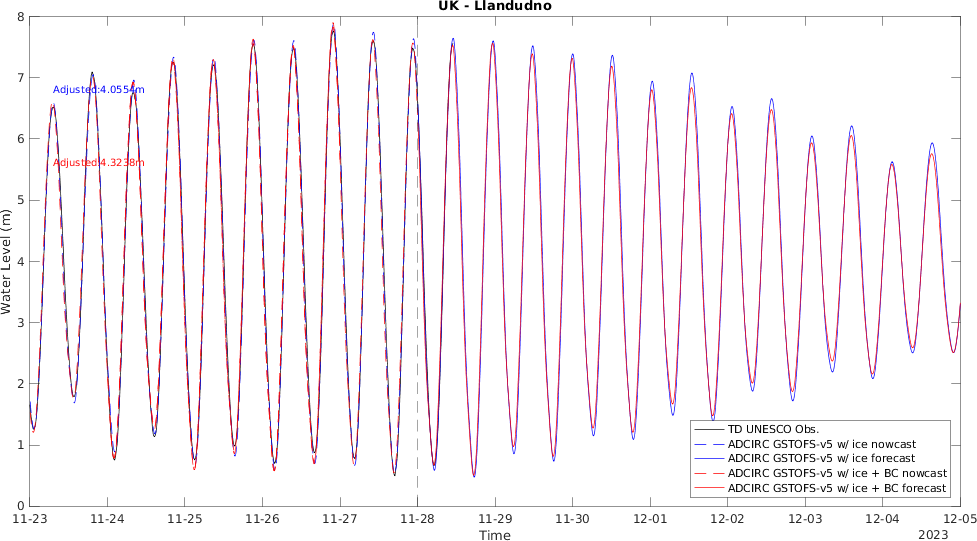 UK - Llandudno
8
7
6
5
4
3
2
1
0
Water Level (m)
Adjusted:4.0554m
Adjusted:4.3238m
TD UNESCO Obs.
ADCIRC GSTOFS-v5 w/ ice nowcast
ADCIRC GSTOFS-v5 w/ ice forecast
ADCIRC GSTOFS-v5 w/ ice + BC nowcast
ADCIRC GSTOFS-v5 w/ ice + BC forecast
11-23 11-24 11-25 11-26 11-27 11-28 11-29 11-30 12-01 12-02 12-03 12-04 12-05
Time
2023